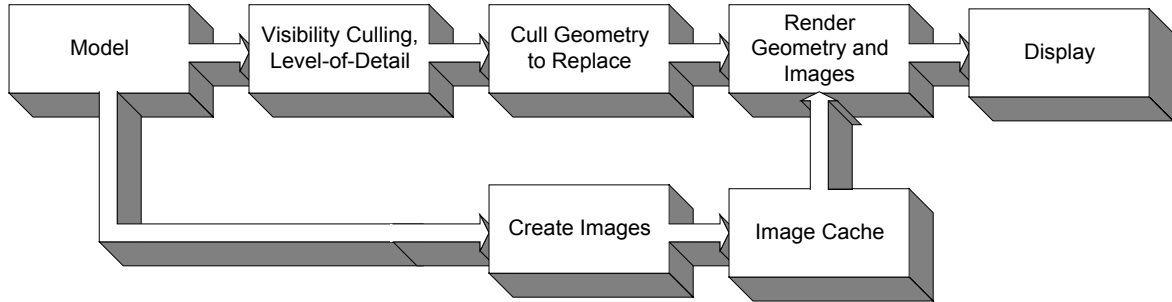 Model
Visibility Culling,
Level-of-Detail
Cull Geometry
to Replace
Render
Geometry and
Images
Display
Create Images
Image Cache